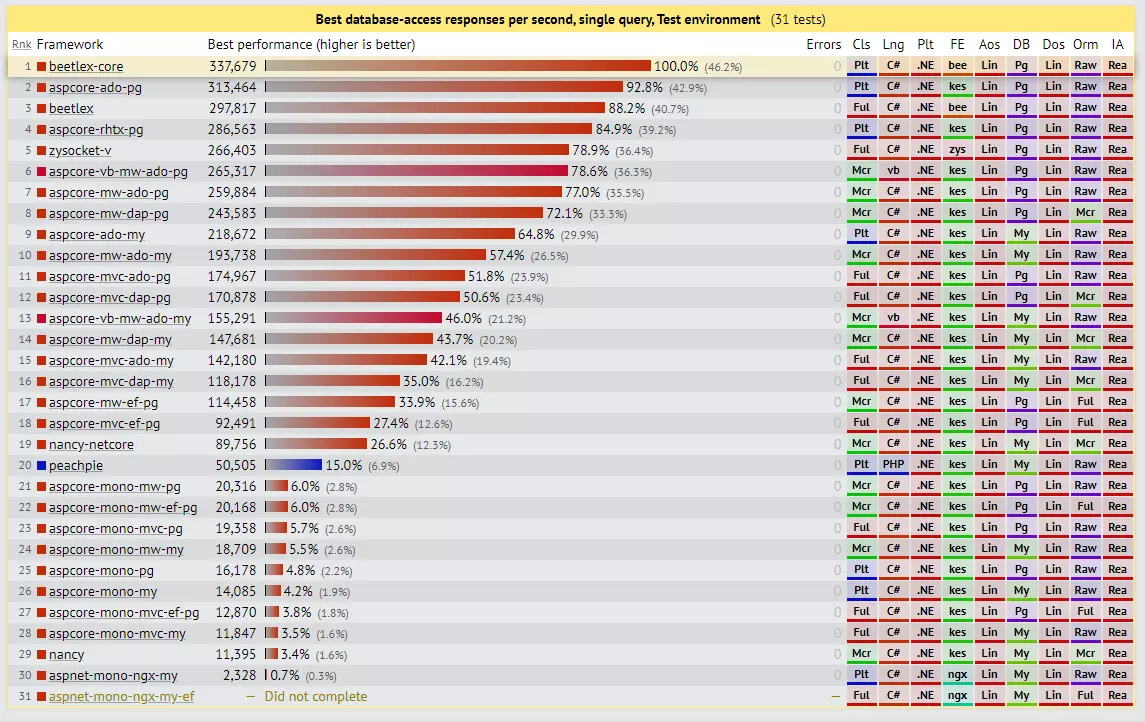 Best database-access responses per second, single query, Test environment (31 tests)
Rnk Framework Best performance (higher is better) Errors Cls Lng Plt FE Aos DB Dos Orm IA
1 beetlex-core 337,679 100.0% (46.2%) 0 Plt C# .NE bee Lin Pg Lin Raw Rea
2 aspcore-ado-pg 313,464 92.8% (42.9%) 0 Plt C# .NE kes Lin Pg Lin Raw Rea
3 beetlex 297,817 88.2% (40.7%) 0 Ful C# .NE bee Lin Pg Lin Raw Rea
4 aspcore-rhtx-pg 286,563 84.9% (39.2%) 0 Plt C# .NE kes Lin Pg Lin Raw Rea
5 zysocket-v 266,403 78.9% (36.4%) 0 Ful C# .NE zys Lin Pg Lin Raw Rea
6 aspcore-vb-mw-ado-pg 265,317 78.6% (36.3%) 0 Mcr vb .NE kes Lin Pg Lin Raw Rea
7 aspcore-mw-ado-pg 259,884 77.0% (35.5%) 0 Mcr C# .NE kes Lin Pg Lin Raw Rea
8 aspcore-mw-dap-pg 243,583 72.1% (33.3%) 0 Mcr C# .NE kes Lin Pg Lin Mcr Rea
9 aspcore-ado-my 218,672 64.8% (29.9%) 0 Plt C# .NE kes Lin My Lin Raw Rea
10 aspcore-mw-ado-my 193,738 57.4% (26.5%) 0 Mcr C# .NE kes Lin My Lin Raw Rea
11 aspcore-mvc-ado-pg 174,967 51.8% (23.9%) 0 Ful C# .NE kes Lin Pg Lin Raw Rea
12 aspcore-mvc-dap-pg 170,878 50.6% (23.4%) 0 Ful C# .NE kes Lin Pg Lin Mcr Rea
13 aspcore-vb-mw-ado-my 155,291 46.0% (21.2%) 0 Mcr vb .NE kes Lin My Lin Raw Rea
14 aspcore-mw-dap-my 147,681 43.7% (20.2%) 0 Mcr C# .NE kes Lin My Lin Mcr Rea
15 aspcore-mvc-ado-my 142,180 42.1% (19.4%) 0 Ful C# .NE kes Lin My Lin Raw Rea
16 aspcore-mvc-dap-my 118,178 35.0% (16.2%) 0 Ful C# .NE kes Lin My Lin Mcr Rea
17 aspcore-mw-ef-pg 114,458 33.9% (15.6%) 0 Mcr C# .NE kes Lin Pg Lin Ful Rea
18 aspcore-mvc-ef-pg 92,491 27.4% (12.6%) 0 Ful C# .NE kes Lin Pg Lin Ful Rea
19 nancy-netcore 89,756 26.6% (12.3%) 0 Mcr C# .NE kes Lin My Lin Mcr Rea
20 peachpie 50,505 15.0% (6.9%) 0 Plt PHP .NE kes Lin My Lin Raw Rea
21 aspcore-mono-mw-pg 20,316 6.0% (2.8%) 0 Mcr C# .NE kes Lin Pg Lin Raw Rea
22 aspcore-mono-mw-ef-pg 20,168 6.0% (2.8%) 0 Mcr C# .NE kes Lin Pg Lin Ful Rea
23 aspcore-mono-mvc-pg 19,358 5.7% (2.6%) 0 Ful C# .NE kes Lin Pg Lin Raw Rea
24 aspcore-mono-mw-my 18,709 5.5% (2.6%) 0 Mcr C# .NE kes Lin My Lin Raw Rea
25 aspcore-mono-pg 16,178 4.8% (2.2%) 0 Plt C# .NE kes Lin Pg Lin Raw Rea
26 aspcore-mono-my 14,085 4.2% (1.9%) 0 Plt C# .NE kes Lin My Lin Raw Rea
27 aspcore-mono-mvc-ef-pg 12,870 3.8% (1.8%) 0 Ful C# .NE kes Lin Pg Lin Ful Rea
28 aspcore-mono-mvc-my 11,847 3.5% (1.6%) 0 Ful C# .NE kes Lin My Lin Raw Rea
29 nancy 11,395 3.4% (1.6%) 0 Mcr C# .NE kes Lin My Lin Mcr Rea
30 aspnet-mono-ngx-my 2,328 0.7% (0.3%) 0 Plt C# .NE ngx Lin My Lin Raw Rea
31 aspnet-mono-ngx-my-ef — Did not complete — Ful C# .NE ngx Lin My Lin Ful Rea